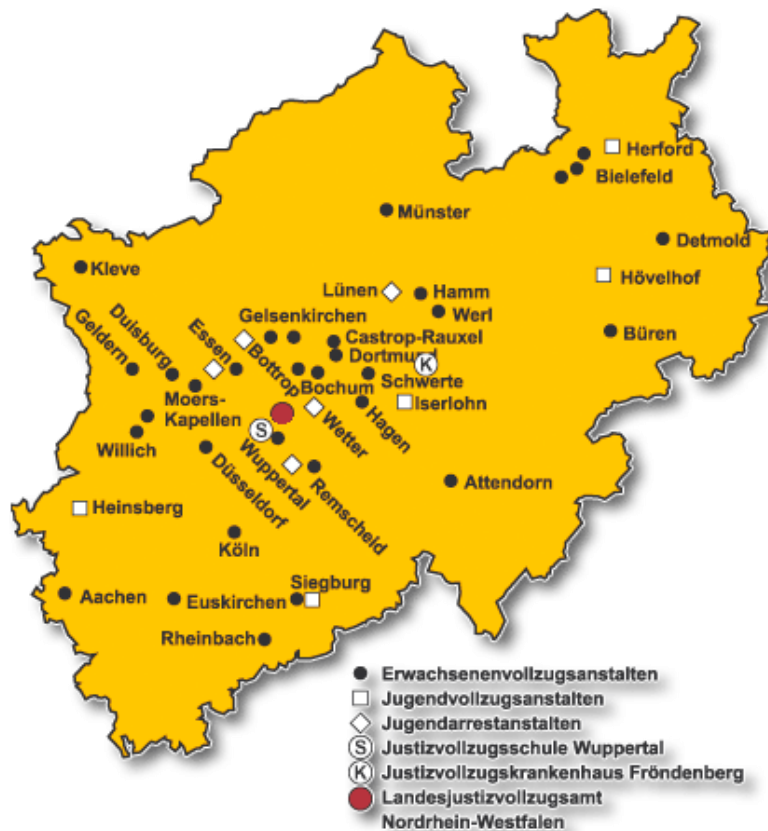 Herford
Bielefeld
Münster
Detmold
Kleve
Hövelhof
Lünen
Hamm
Werl
Gelsenkirchen
Büren
Castrop-Rauxel
Dortmund
Geldern
Duisburg
Essen
Bottrop
Bochum
Schwerte
Moers-
Kapellen
Iserlohn
Hagen
Wetter
S
K
Willich
Wuppertal
Düsseldorf
Remscheid
Attendorn
Heinsberg
Köln
Siegburg
Aachen
Euskirchen
Rheinbach
Erwachsenenvollzugsanstalten
Jugendvollzugsanstalten
Jugendarrestanstalten
S Justizvollzugsschule Wuppertal
K Justizvollzugskrankenhaus Fröndenberg
Landesjustizvollzugsamt
Nordrhein-Westfalen